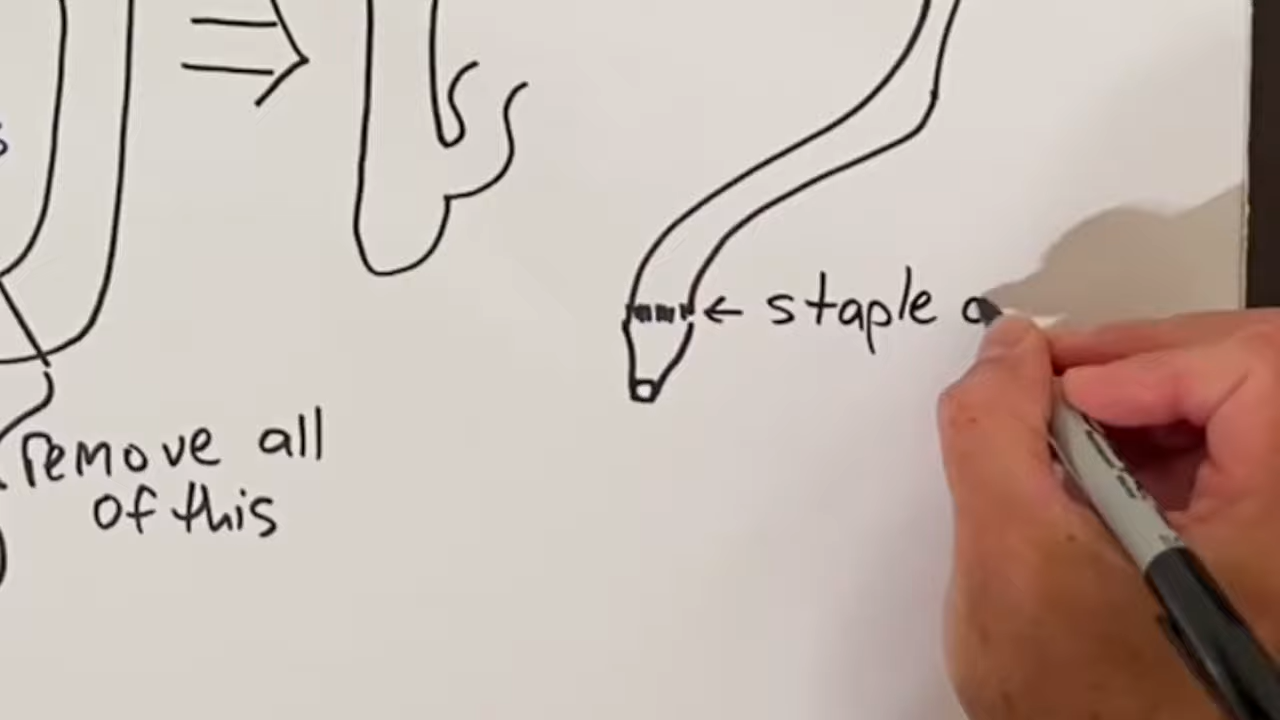 s
remove all
of this
← staple